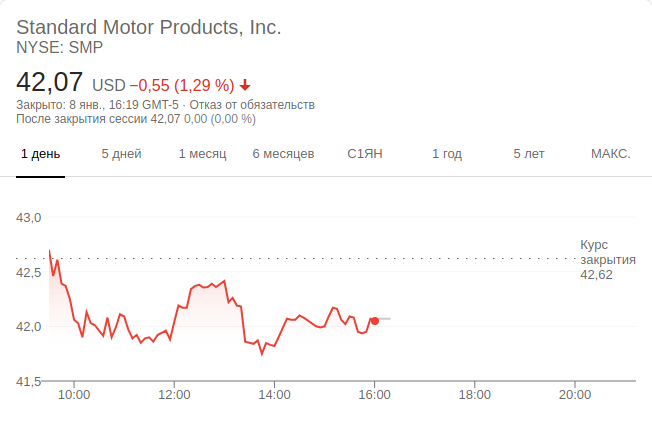 Standard Motor Products, Inc.
NYSE: SMP
42,07 USD −0,55 (1,29 %)
Закрыто: 8 янв., 16:19 GMT-5 · Отказ от обязательств
После закрытия сессии 42,07 0,00 (0,00 %)
1 день 5 дней 1 месяц 6 месяцев С1ЯН 1 год 5 лет МАКС.
43,0
Курс
закрытия
42,62
42,5
42,0
41,5
10:00 12:00 14:00 16:00 18:00 20:00